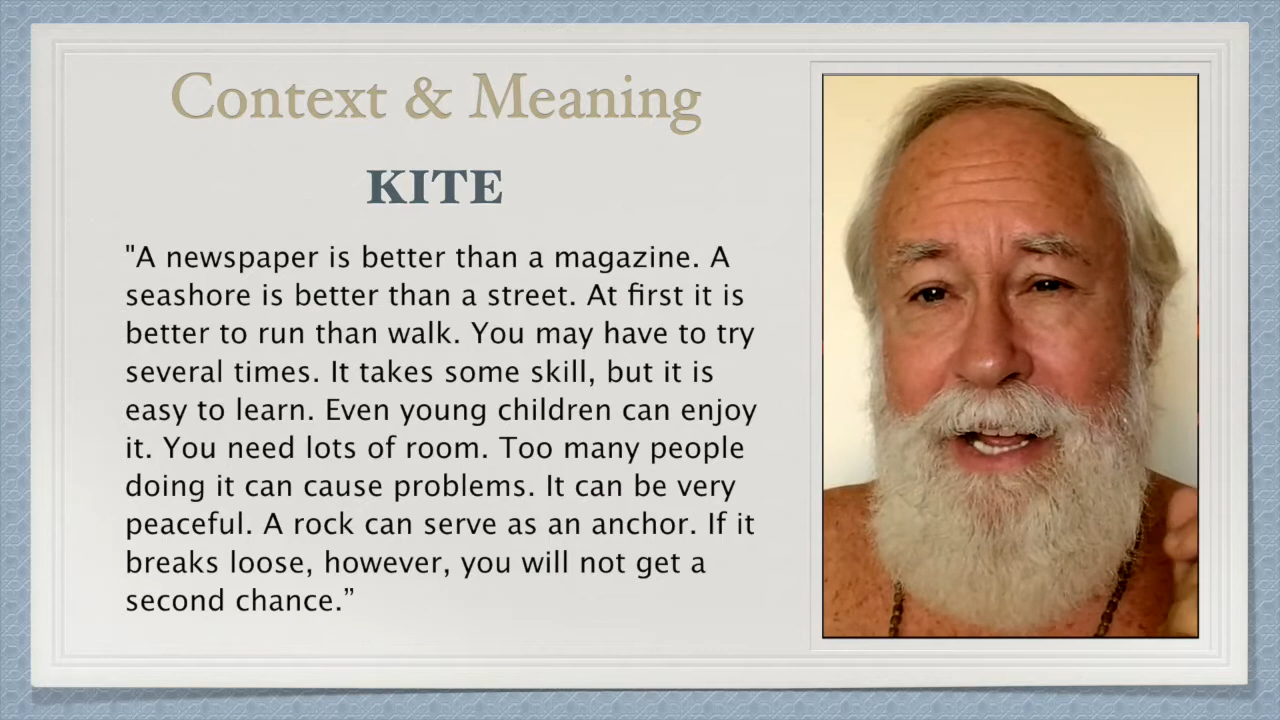 Context & Meaning
KITE
"A newspaper is better than a magazine. A
seashore is better than a street. At first it is
better to run than walk. You may have to try
several times. It takes some skill, but it is
easy to learn. Even young children can enjoy
it. You need lots of room. Too many people
doing it can cause problems. It can be very
peaceful. A rock can serve as an anchor. If it
breaks loose, however, you will not get a
second chance.”